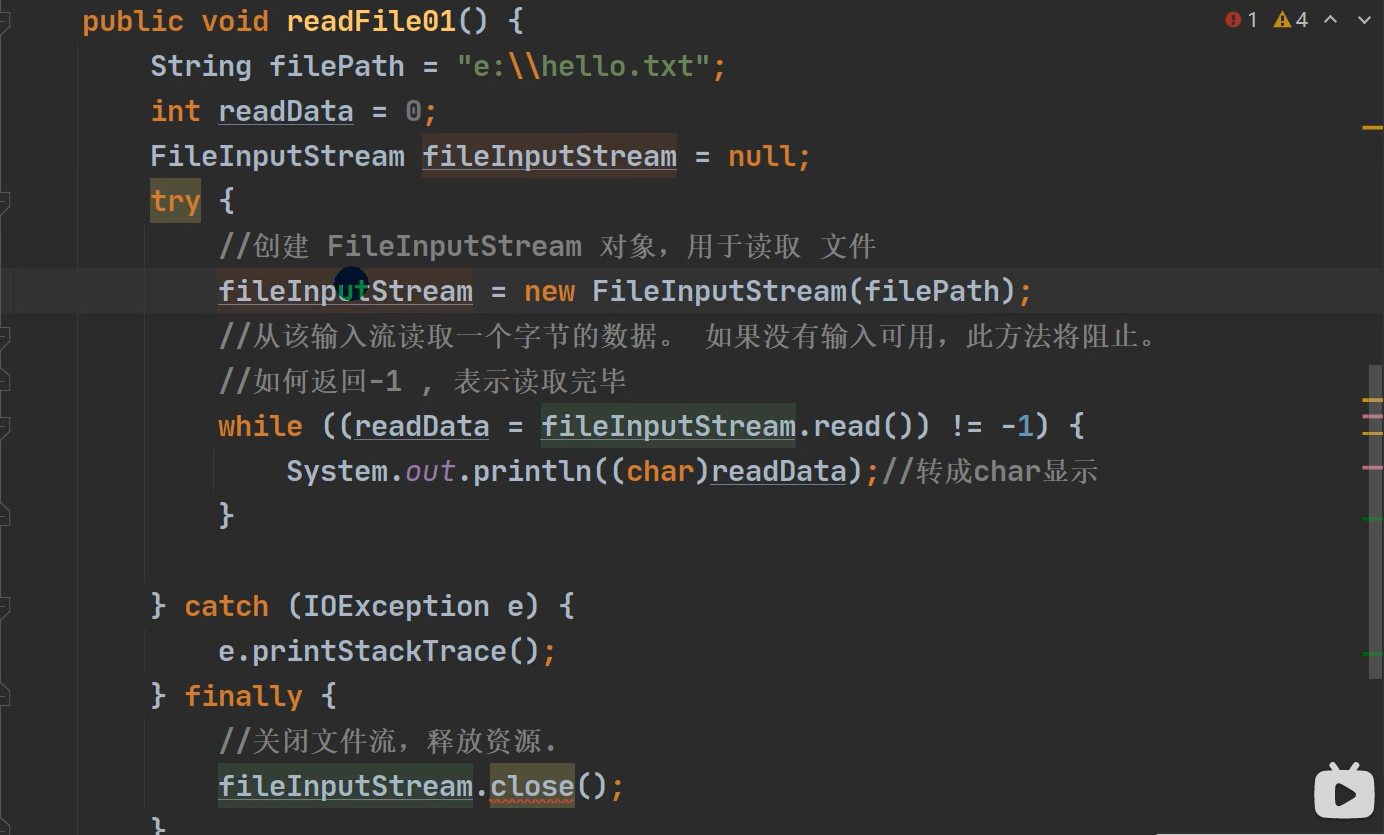 public void readFile01() {
1 4
String filePath = "e:\\hello.txt";
int readData = 0;
FileInputStream fileInputStream = null;
try {
//创建 FileInputStream 对象，用于读取 文件
fileInputStream = new FileInputStream(filePath);
//从该输入流读取一个字节的数据。 如果没有输入可用，此方法将阻止。
//如何返回-1 , 表示读取完毕
while ((readData = fileInputStream.read()) != -1) {
System.out.println((char)readData);//转成char显示
}
} catch (IOException e) {
e.printStackTrace();
} finally {
//关闭文件流，释放资源.
fileInputStream.close();
}